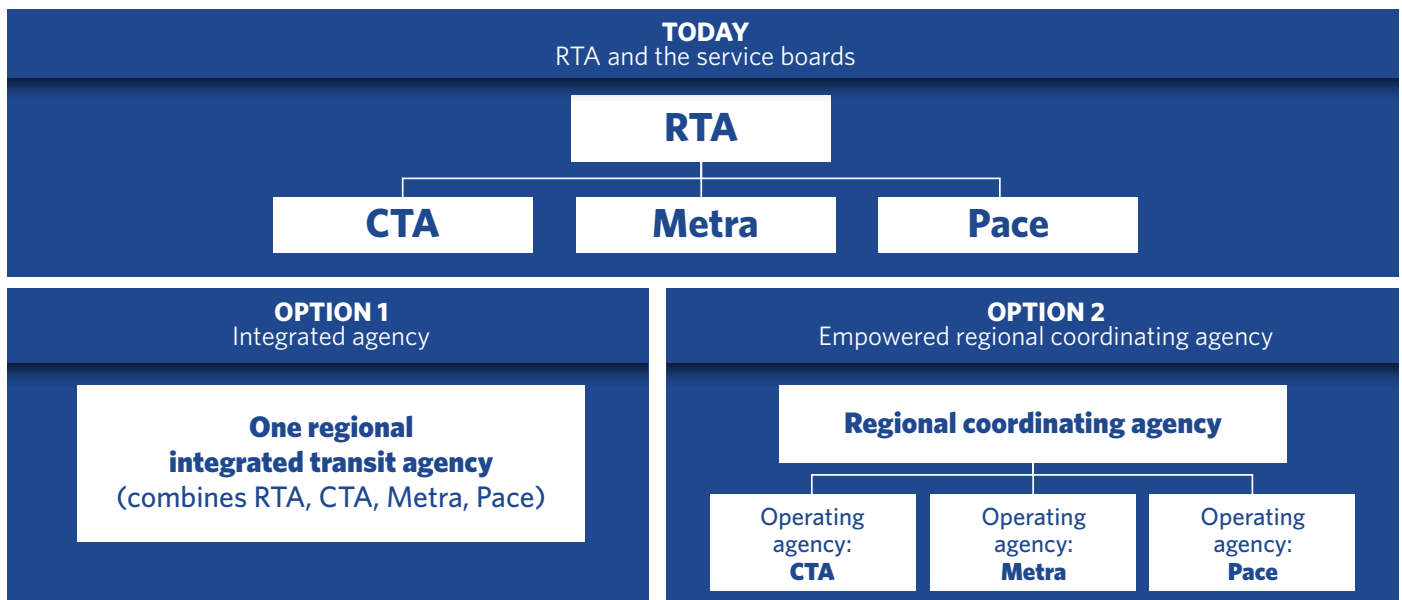 TODAY
RTA and the service boards
RTA
CTA
Metra
Pace
OPTION 1
Integrated agency
One regional
integrated transit agency
(combines RTA, CTA, Metra, Pace)
OPTION 2
Empowered regional coordinating agency
Regional coordinating agency
Operating
agency:
CTA
Operating
agency:
Metra
Operating
agency:
Pace